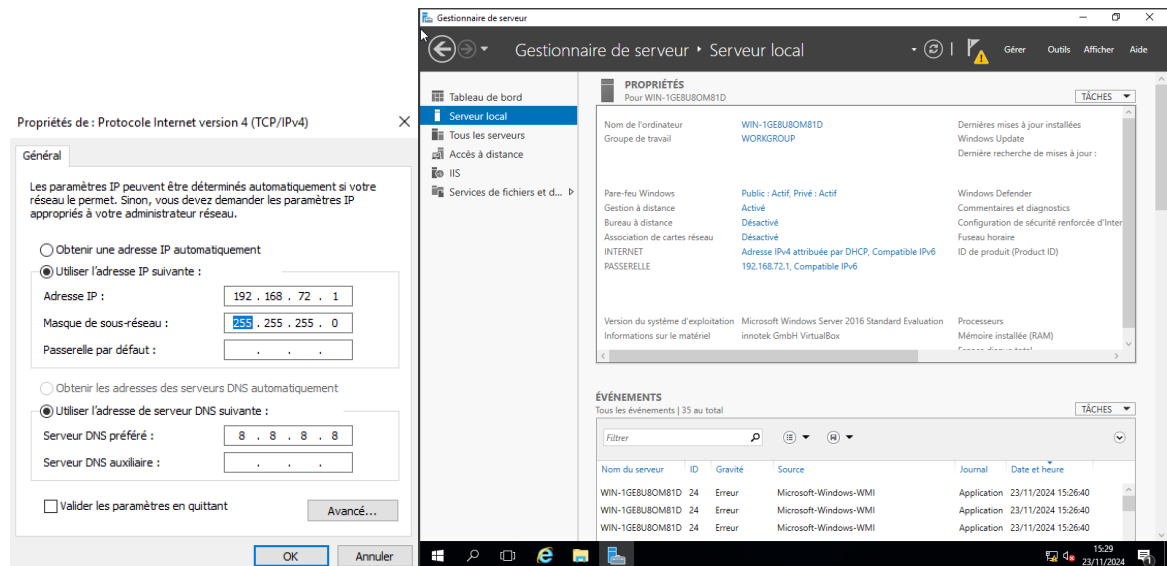 Propriétés de : Protocole Internet version 4 (TCP/IPv4)
Général
Les paramètres IP peuvent être déterminés automatiquement si votre
réseau le permet. Sinon, vous devez demander les paramètres IP
appropriés à votre administrateur réseau.
Obtenir une adresse IP automatiquement
Utiliser l'adresse IP suivante :
Adresse IP : 192 . 168 . 72 . 1
Masque de sous-réseau : 255 . 255 . 255 . 0
Passerelle par défaut : . . .
Obtenir les adresses des serveurs DNS automatiquement
Utiliser l'adresse de serveur DNS suivante :
Serveur DNS préféré : 8 . 8 . 8 . 8
Serveur DNS auxiliaire : . . .
Valider les paramètres en quittant
Avancé...
OK Annuler
Gestionnaire de serveur
Gestionnaire de serveur • Serveur local
Gérer Outils Afficher Aide
Tableau de bord
Serveur local
Tous les serveurs
Accès à distance
IIS
Services de fichiers et d...
PROPRIÉTÉS
Pour WIN-1GE8U8OM81D
TÂCHES
Nom de l'ordinateur WIN-1GE8U8OM81D Dernières mises à jour installées
Groupe de travail WORKGROUP Windows Update
Dernière recherche de mises à jour :
Pare-feu Windows Public : Actif, Privé : Actif Windows Defender
Gestion à distance Activé Commentaires et diagnostics
Bureau à distance Désactivé Configuration de sécurité renforcée d'Inter
Association de cartes réseau Désactivé Fuseau horaire
INTERNET Adresse IPv4 attribuée par DHCP, Compatible IPv6 ID de produit (Product ID)
PASSERELLE 192.168.72.1, Compatible IPv6
Version du système d'exploitation Microsoft Windows Server 2016 Standard Evaluation Processeurs
Informations sur le matériel innotek GmbH VirtualBox Mémoire installée (RAM)
Espace disque total
ÉVÉNEMENTS
Tous les événements | 35 au total
TÂCHES
Filtrer
Nom du serveur ID Gravité Source Journal Date et heure
WIN-1GE8U8OM81D 24 Erreur Microsoft-Windows-WMI Application 23/11/2024 15:26:40
WIN-1GE8U8OM81D 24 Erreur Microsoft-Windows-WMI Application 23/11/2024 15:26:40
WIN-1GE8U8OM81D 24 Erreur Microsoft-Windows-WMI Application 23/11/2024 15:26:40
15:29
23/11/2024
1